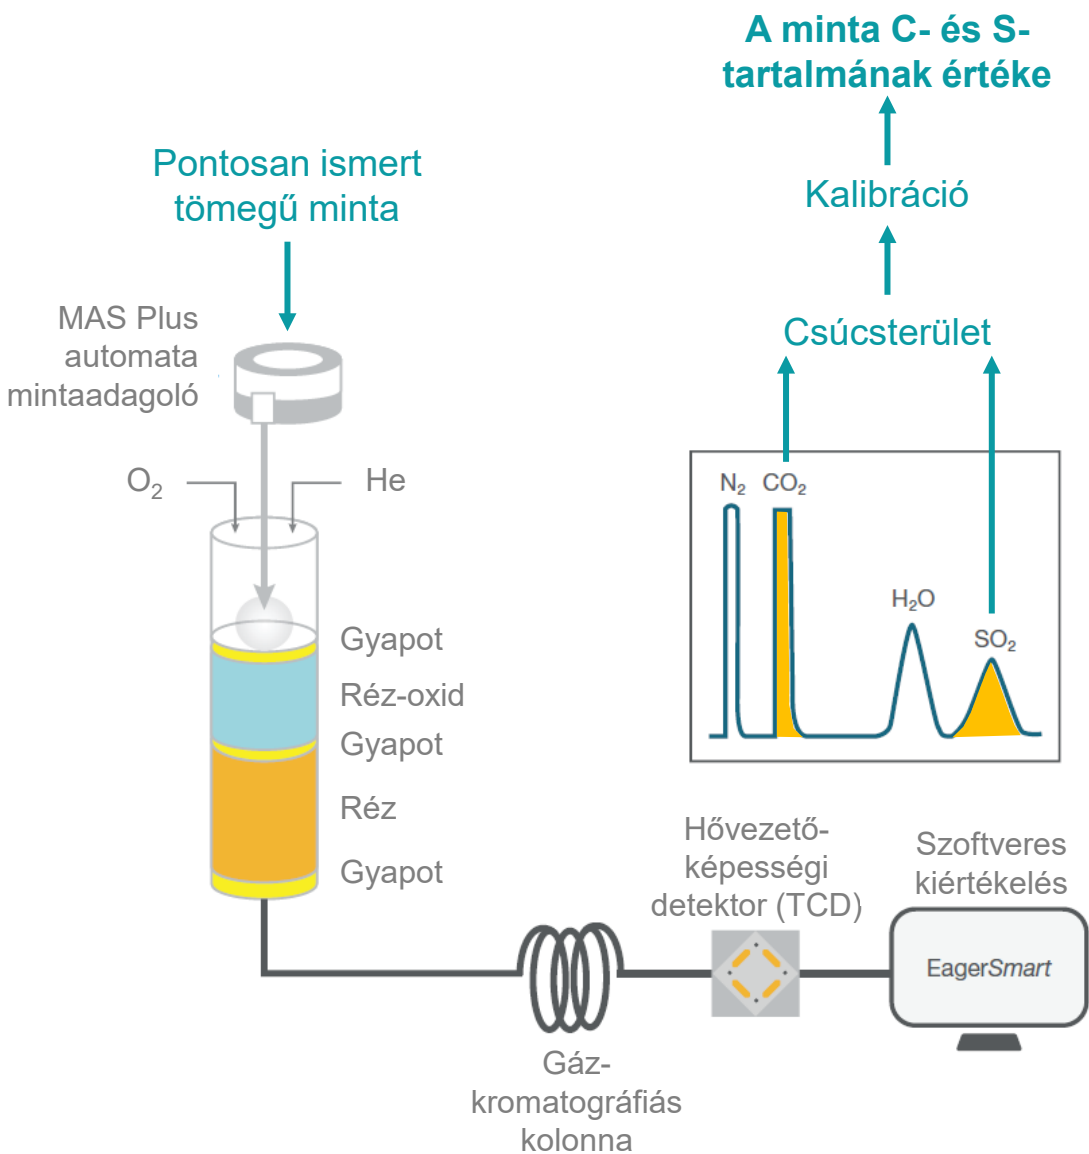 A minta C- és S-
tartalmának értéke
Pontosan ismert
tömegű minta
Kalibráció
MAS Plus
automata
mintaadagoló
Csúcsterület
O₂
He
N₂ CO₂
H₂O
SO₂
Gyapot
Réz-oxid
Gyapot
Réz
Gyapot
Hővezető-
képességi
detektor (TCD)
Szoftveres
kiértékelés
EagerSmart
Gáz-
kromatográfiás
kolonna